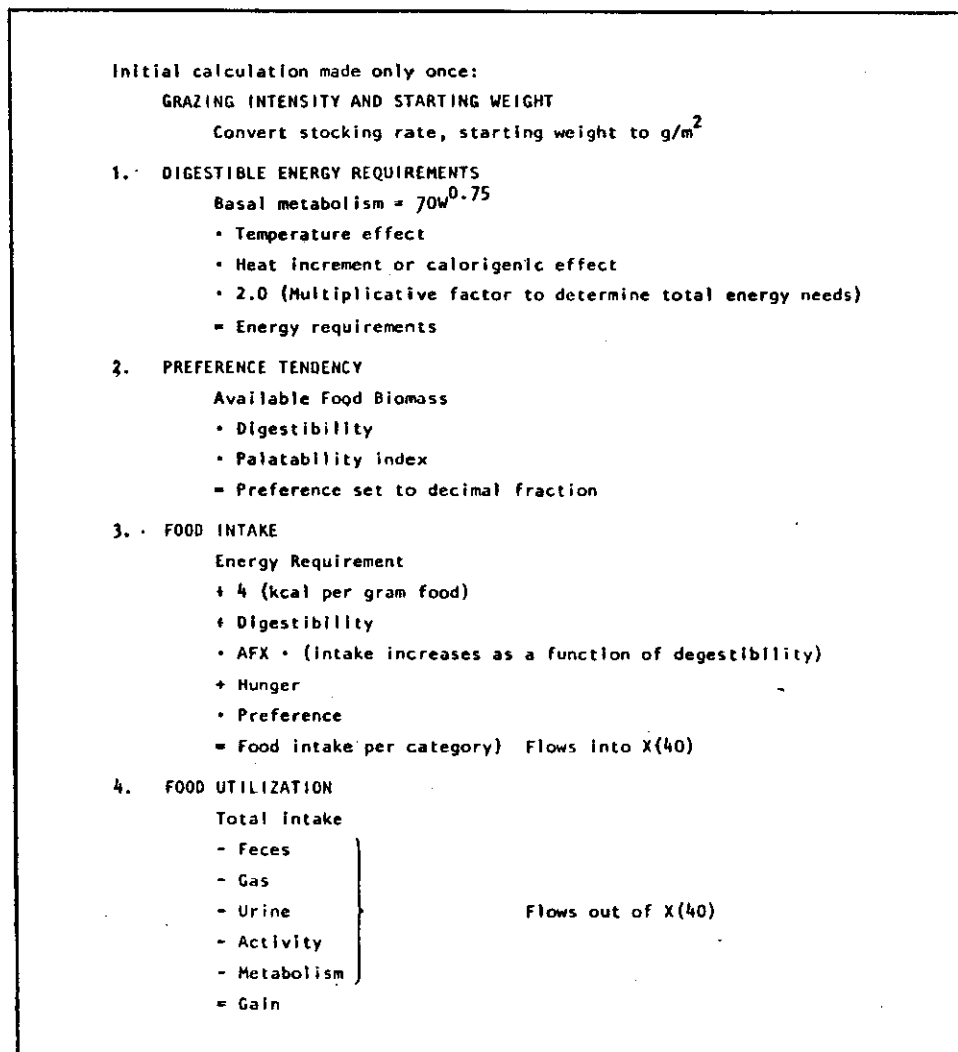 Initial calculation made only once:
GRAZING INTENSITY AND STARTING WEIGHT
Convert stocking rate, starting weight to g/m²
1. DIGESTIBLE ENERGY REQUIREMENTS
Basal metabolism = 70W^0.75
• Temperature effect
• Heat increment or calorigenic effect
• 2.0 (Multiplicative factor to determine total energy needs)
= Energy requirements
2. PREFERENCE TENDENCY
Available Food Biomass
• Digestibility
• Palatability index
= Preference set to decimal fraction
3. FOOD INTAKE
Energy Requirement
+ 4 (kcal per gram food)
+ Digestibility
• AFX • (intake increases as a function of degestibility)
+ Hunger
• Preference
= Food intake per category) Flows into X(40)
4. FOOD UTILIZATION
Total intake
- Feces
- Gas
- Urine Flows out of X(40)
- Activity
- Metabolism
= Gain